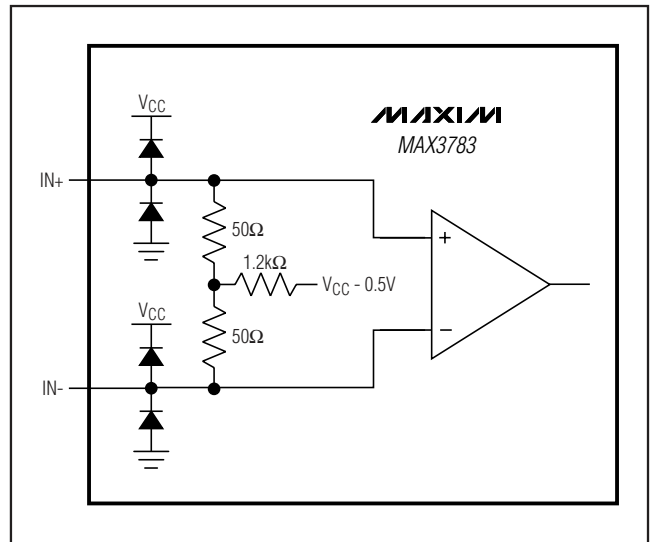 VCC
MAXIM
MAX3783
IN+
50Ω
+
1.2kΩ
VCC - 0.5V
VCC
50Ω
−
IN-